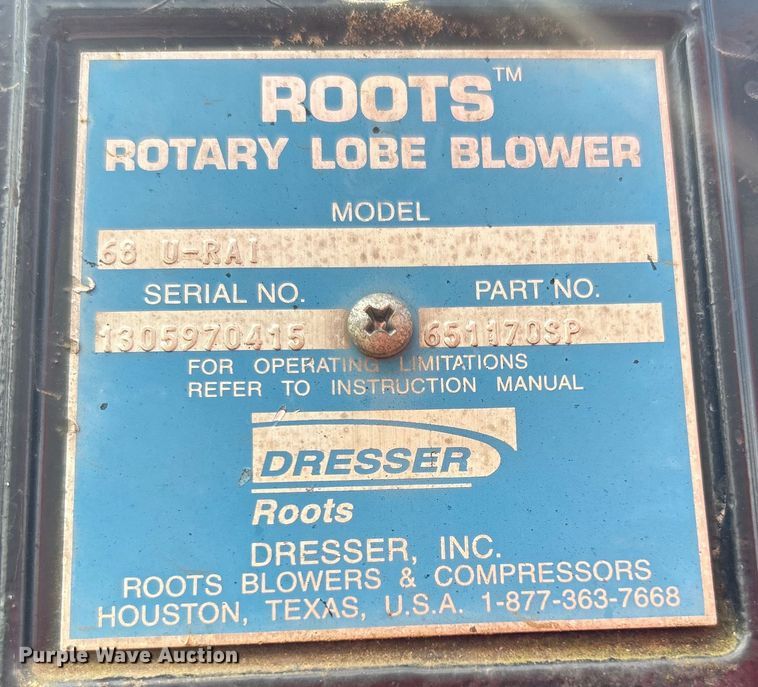 ROOTS™
ROTARY LOBE BLOWER
MODEL
68 U-RAI
SERIAL NO. PART NO.
1305970415 651170SP
FOR OPERATING LIMITATIONS
REFER TO INSTRUCTION MANUAL
DRESSER
Roots
DRESSER, INC.
ROOTS BLOWERS & COMPRESSORS
HOUSTON, TEXAS, U.S.A. 1-877-363-7668
Purple Wave Auction